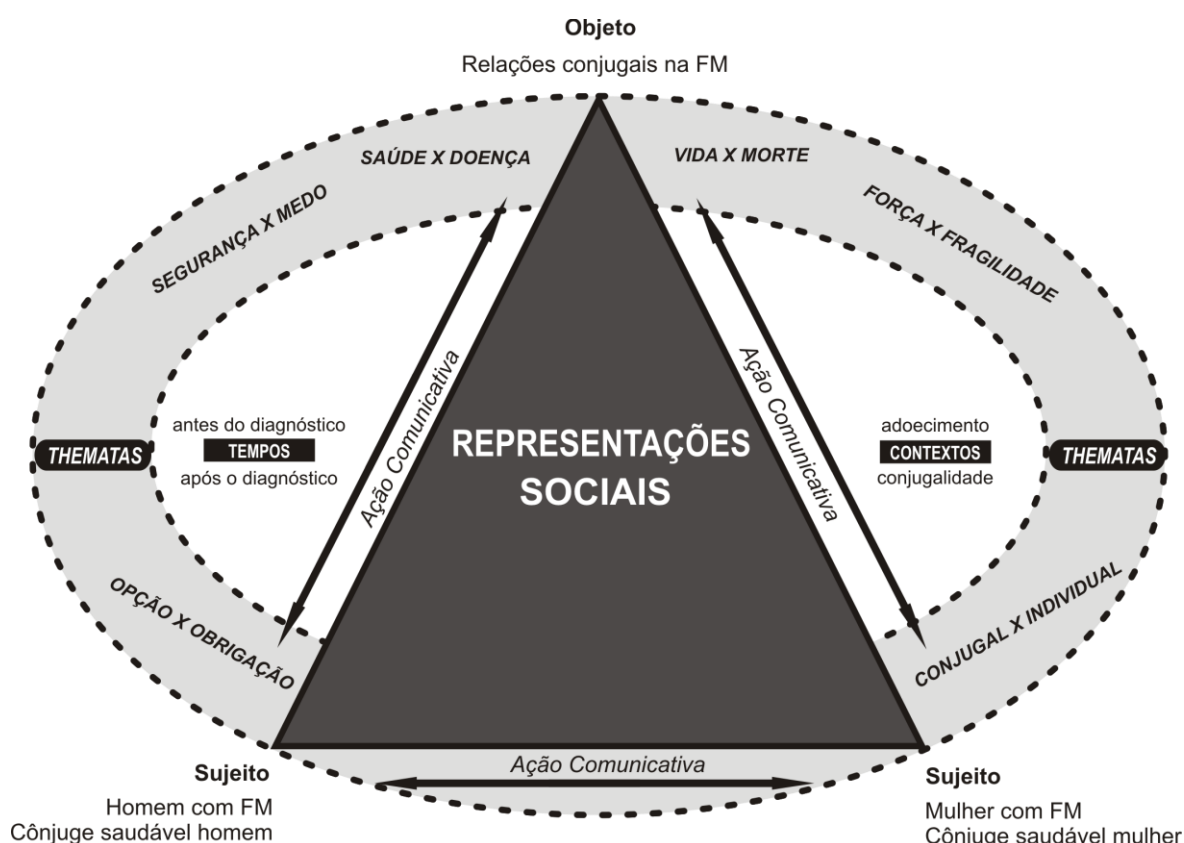 Objeto
Relações conjugais na FM
SAÚDE X DOENÇA
VIDA X MORTE
SEGURANÇA X MEDO
FORÇA X FRAGILIDADE
Ação Comunicativa
Ação Comunicativa
THEMATAS
antes do diagnóstico
TEMPOS
após o diagnóstico
REPRESENTAÇÕES
SOCIAIS
adoecimento
CONTEXTOS
conjugalidade
THEMATAS
OPÇÃO X OBRIGAÇÃO
CONJUGAL X INDIVIDUAL
Ação Comunicativa
Sujeito
Homem com FM
Cônjuge saudável homem
Sujeito
Mulher com FM
Cônjuge saudável mulher